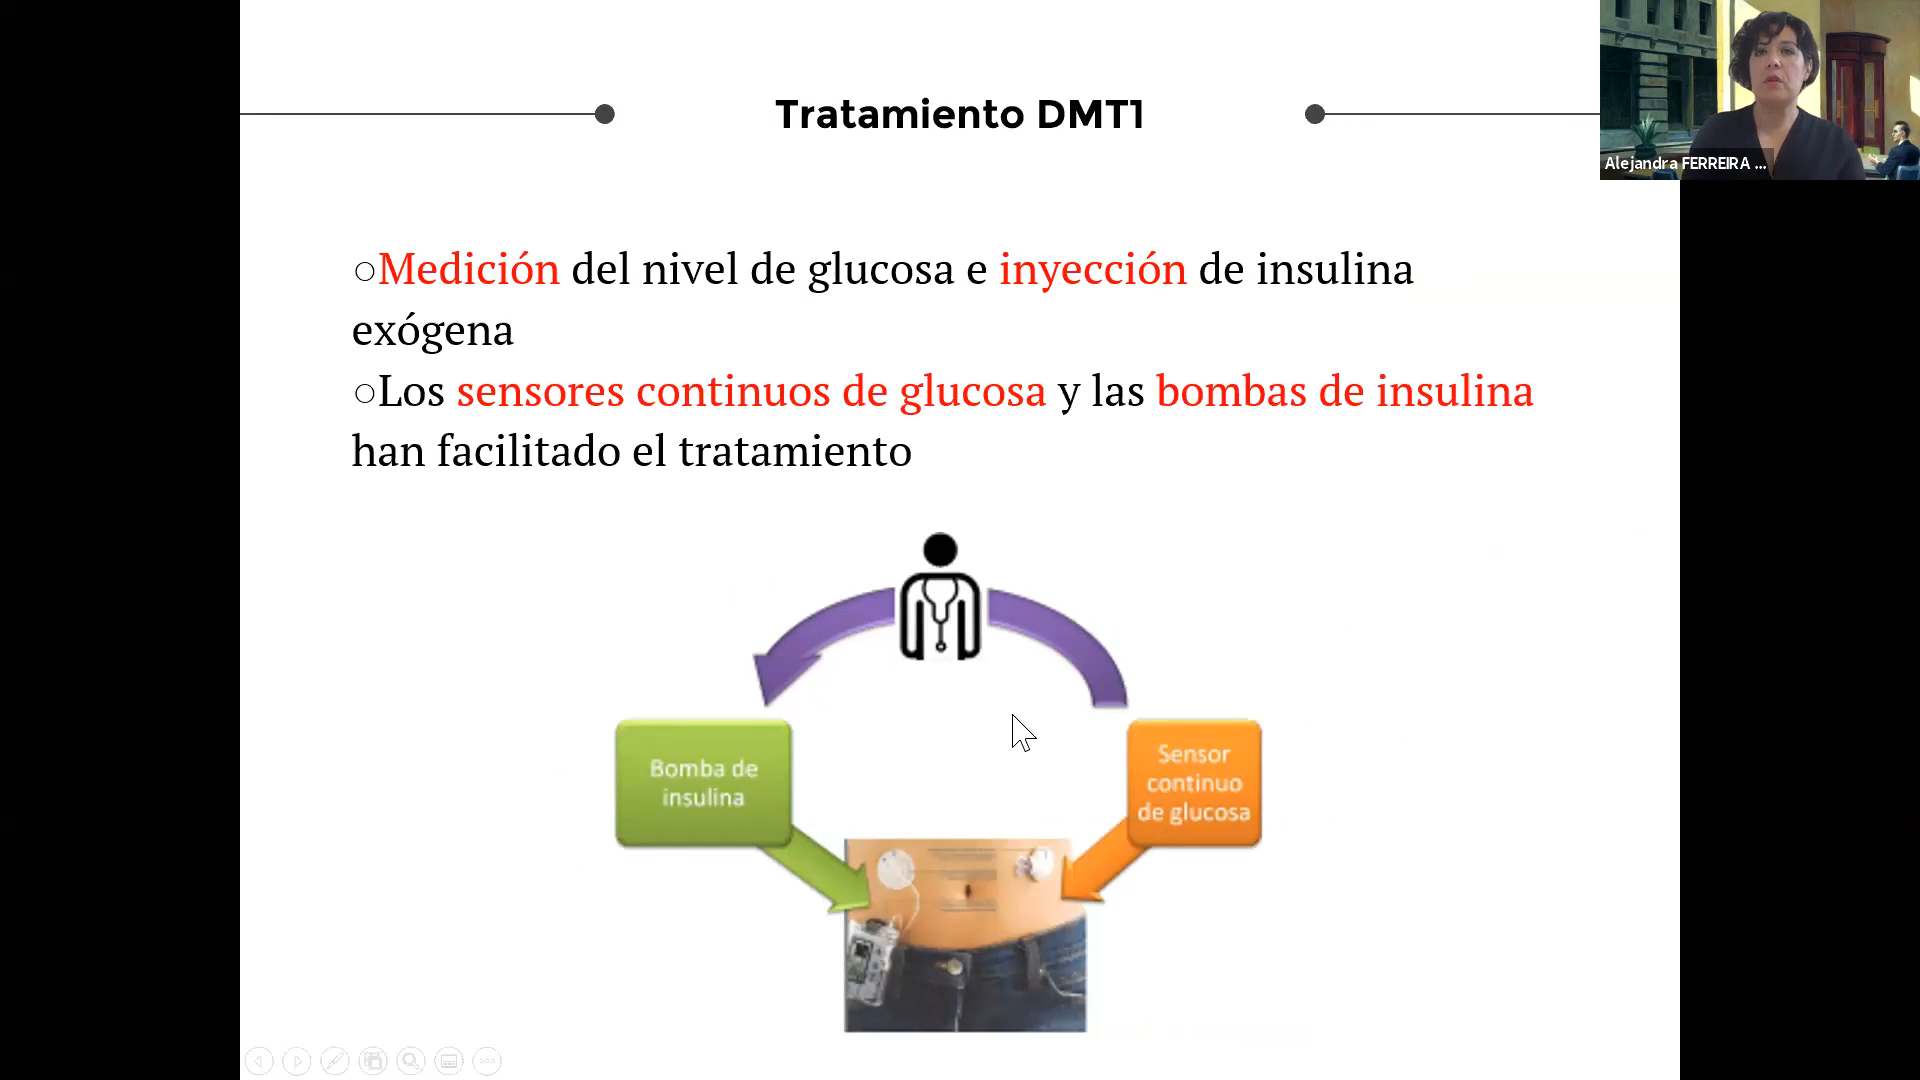 Tratamiento DMT1
Alejandra FERREIRA ...
○Medición del nivel de glucosa e inyección de insulina
exógena
○Los sensores continuos de glucosa y las bombas de insulina
han facilitado el tratamiento
Bomba de
insulina
Sensor
continuo
de glucosa